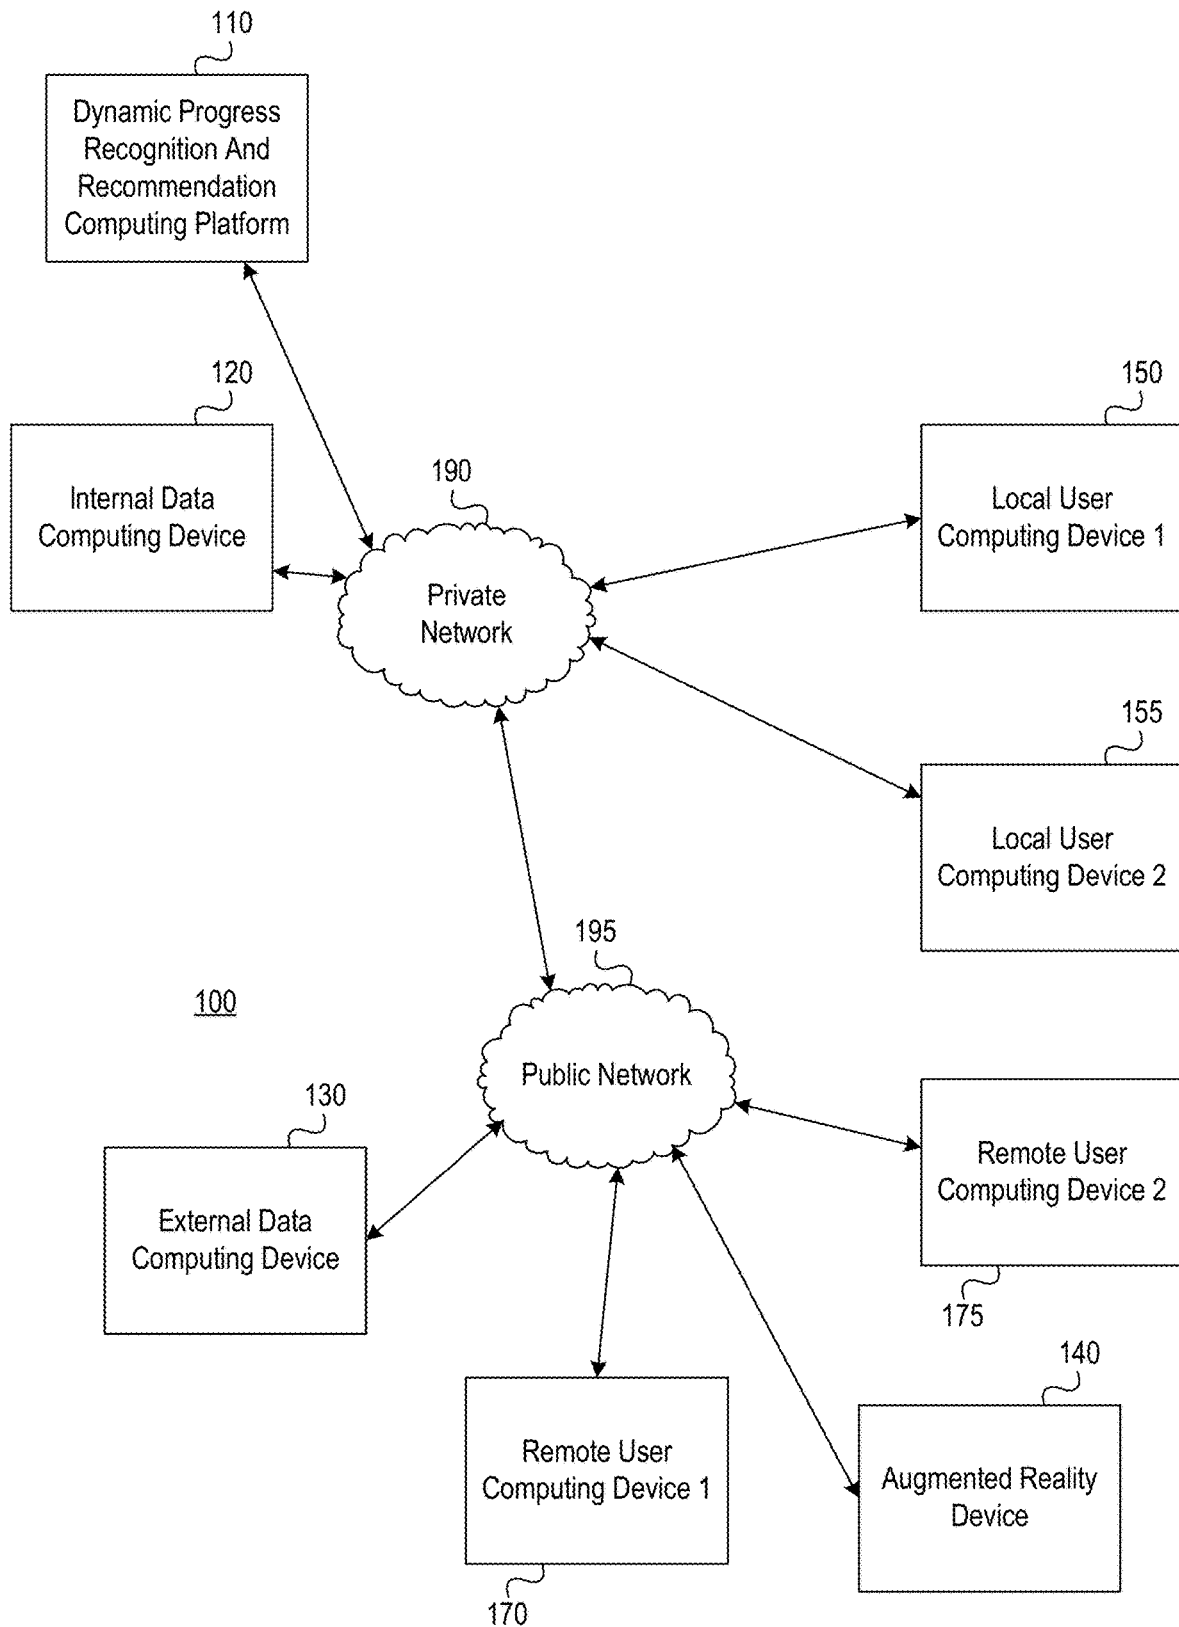 110
Dynamic Progress
Recognition And
Recommendation
Computing Platform
120
Internal Data
Computing Device
190
Private
Network
150
Local User
Computing Device 1
155
Local User
Computing Device 2
195
Public Network
100
130
External Data
Computing Device
Remote User
Computing Device 2
175
140
Augmented Reality
Device
Remote User
Computing Device 1
170